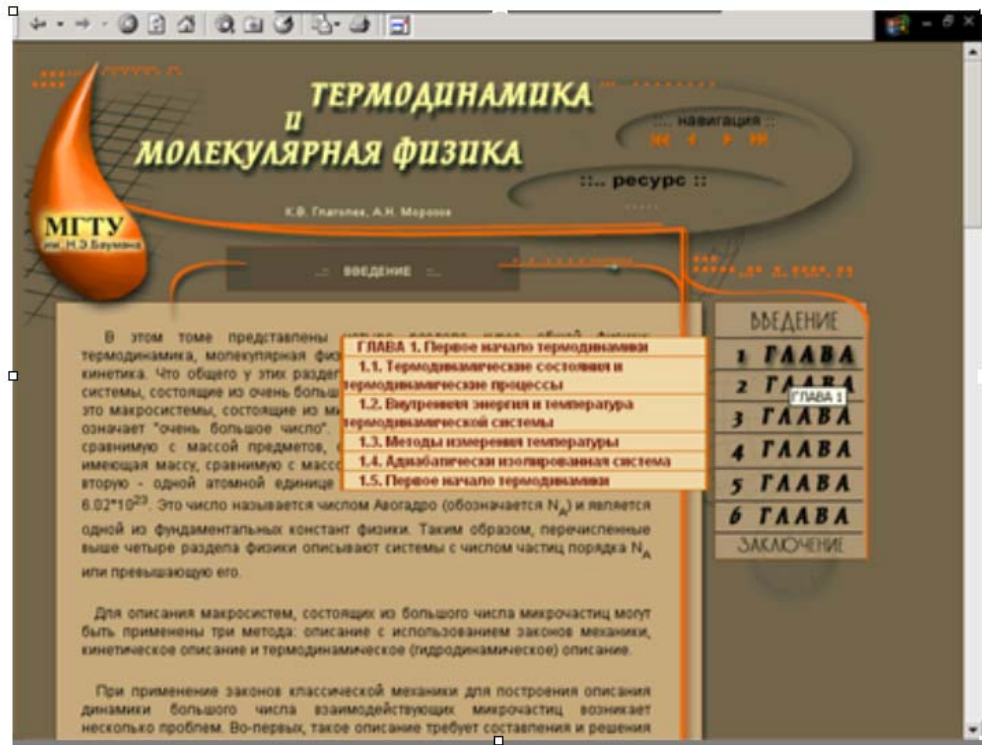 ТЕРМОДИНАМИКА
и
МОЛЕКУЛЯРНАЯ ФИЗИКА
::.. навигация ::
::.. ресурс ::
К.В. Глаголев, А.Н. Морозов
МГТУ
им. Н.Э.Баумана
..:: ВВЕДЕНИЕ ::..
В этом томе представлены четыре раздела курса общей физики:
термодинамика, молекулярная физ
кинетика. Что общего у этих раздел
системы, состоящие из очень больш
это макросистемы, состоящие из ми
означает "очень большое число".
сравнимую с массой предметов,
имеющая массу, сравнимую с массо
вторую - одной атомной единице
6.02*10²³. Это число называется числом Авогадро (обозначается N_A) и является
одной из фундаментальных констант физики. Таким образом, перечисленные
выше четыре раздела физики описывают системы с числом частиц порядка N_A
или превышающую его.
Для описания макросистем, состоящих из большого числа микрочастиц могут
быть применены три метода: описание с использованием законов механики,
кинетическое описание и термодинамическое (гидродинамическое) описание.
При применение законов классической механики для построения описания
динамики большого числа взаимодействующих микрочастиц возникает
несколько проблем. Во-первых, такое описание требует составления и решения
ГЛАВА 1. Первое начало термодинамики
1.1. Термодинамические состояния и
термодинамические процессы
1.2. Внутренняя энергия и температура
термодинамической системы
1.3. Методы измерения температуры
1.4. Адиабатически изолированная система
1.5. Первое начало термодинамики
ВВЕДЕНИЕ
1 ГЛАВА
2 ГЛАВА
ГЛАВА 1
3 ГЛАВА
4 ГЛАВА
5 ГЛАВА
6 ГЛАВА
ЗАКЛЮЧЕНИЕ